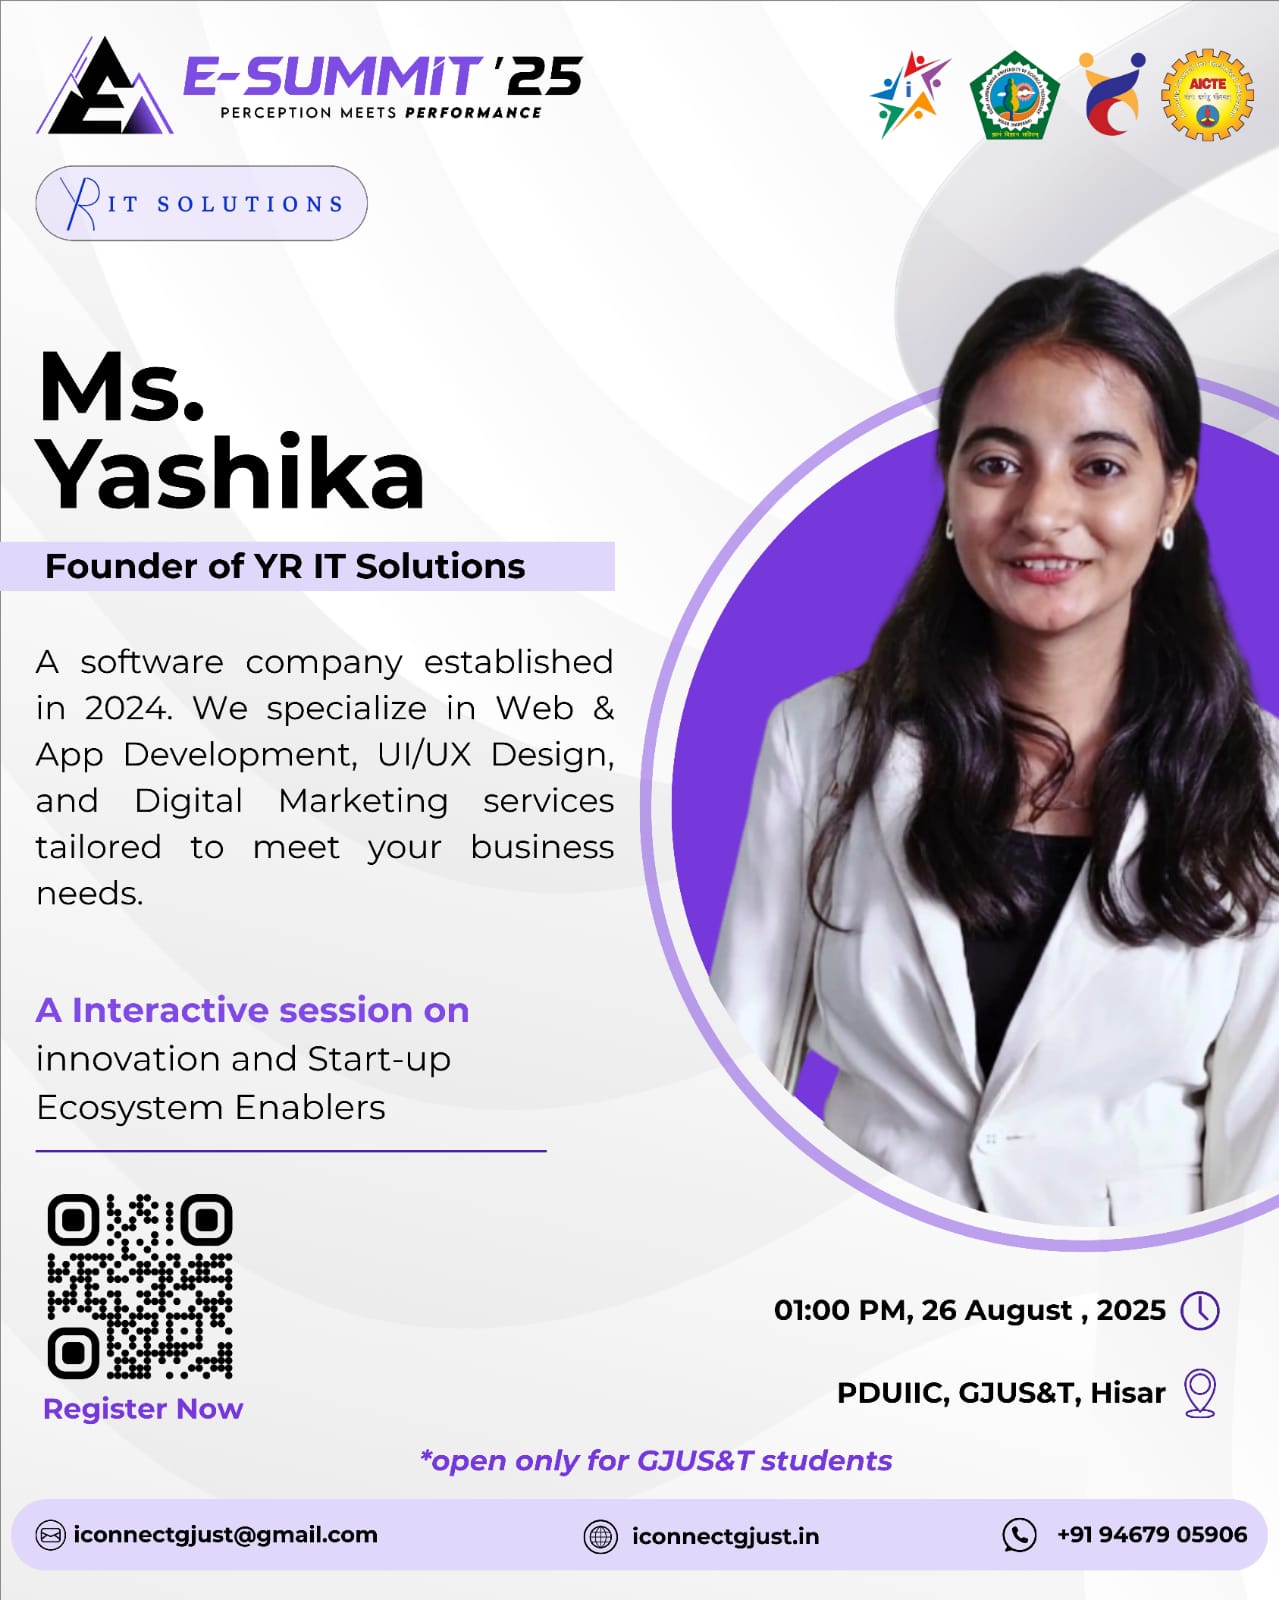 E-SUMMIT '25
PERCEPTION MEETS PERFORMANCE
AICTE
YR IT SOLUTIONS
Ms.
Yashika
Founder of YR IT Solutions
A software company established
in 2024. We specialize in Web &
App Development, UI/UX Design,
and Digital Marketing services
tailored to meet your business
needs.
A Interactive session on
innovation and Start-up
Ecosystem Enablers
Register Now
01:00 PM, 26 August , 2025
PDUIIC, GJUS&T, Hisar
*open only for GJUS&T students
iconnectgjust@gmail.com
iconnectgjust.in
+91 94679 05906